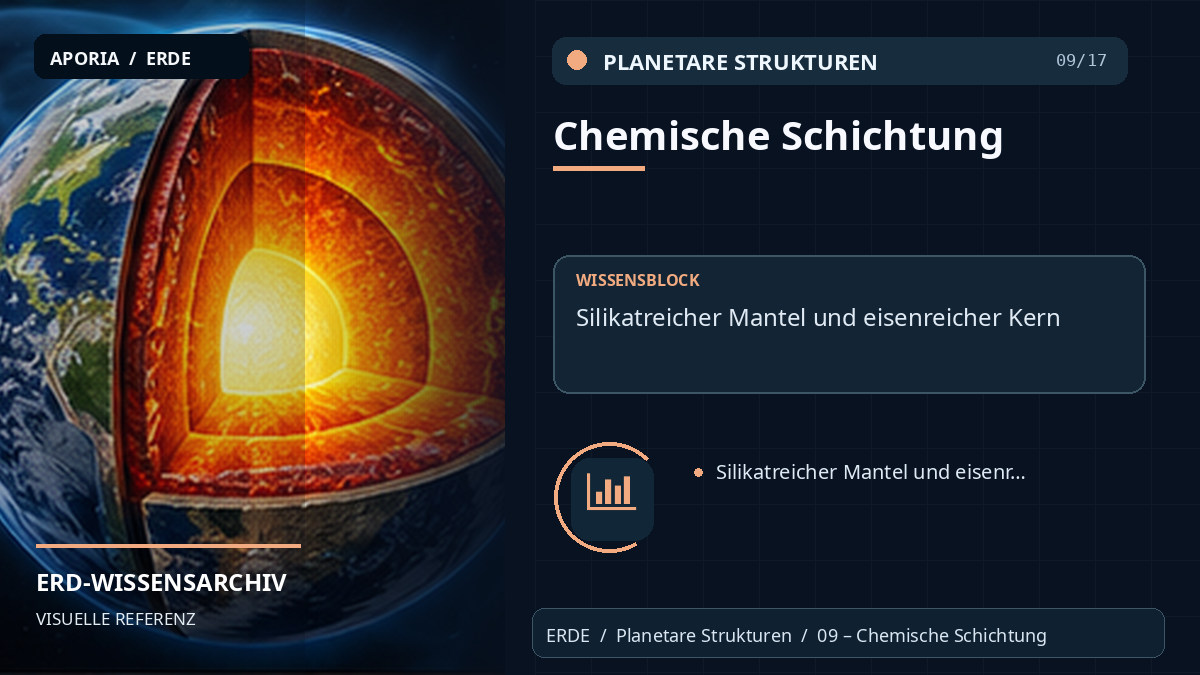 APORIA / ERDE
ERD-WISSENSARCHIV
VISUELLE REFERENZ
PLANETARE STRUKTUREN 09/17
Chemische Schichtung
WISSENSBLOCK
Silikatreicher Mantel und eisenreicher Kern
Silikatreicher Mantel und eisenr...
ERDE / Planetare Strukturen / 09 – Chemische Schichtung